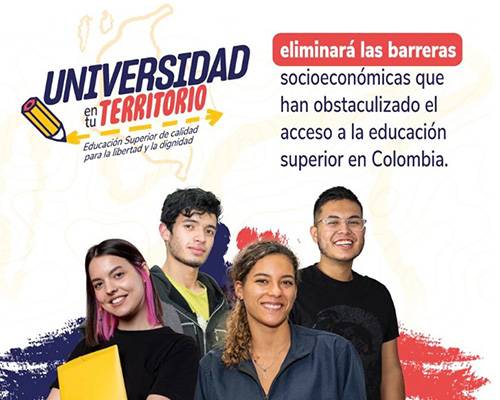 UNIVERSIDAD
en tu TERRITORIO
Educación Superior de calidad
para la libertad y la dignidad
eliminará las barreras
socioeconómicas que
han obstaculizado el
acceso a la educación
superior en Colombia.